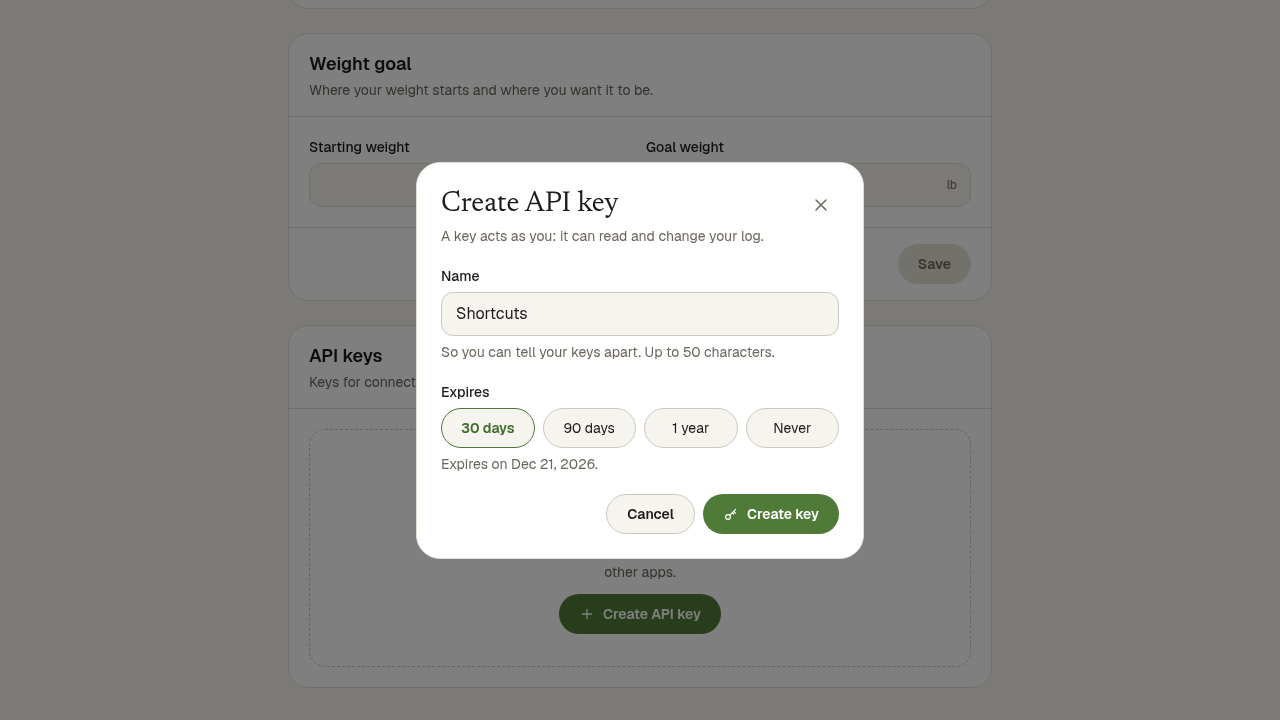 Weight goal
Where your weight starts and where you want it to be.
Starting weight
Goal weight
lb
Save
API keys
Keys for connect
Create API key
A key acts as you: it can read and change your log.
Name
Shortcuts
So you can tell your keys apart. Up to 50 characters.
Expires
30 days
90 days
1 year
Never
Expires on Dec 21, 2026.
Cancel
Create key
other apps.
Create API key